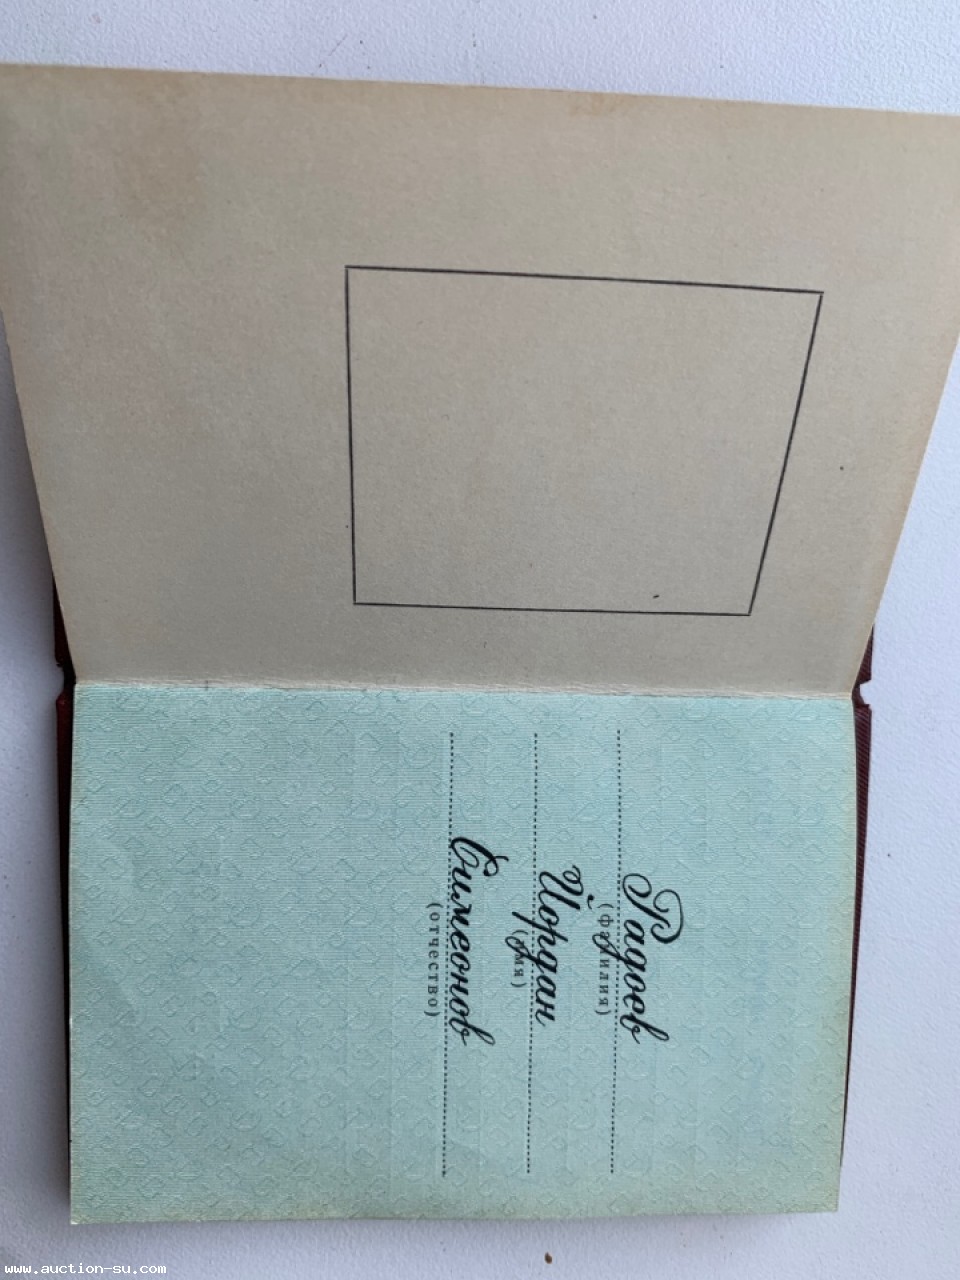 Радоев
(фамилия)
Йордан
(имя)
Симеонов
(отчество)
www.auction-su.com